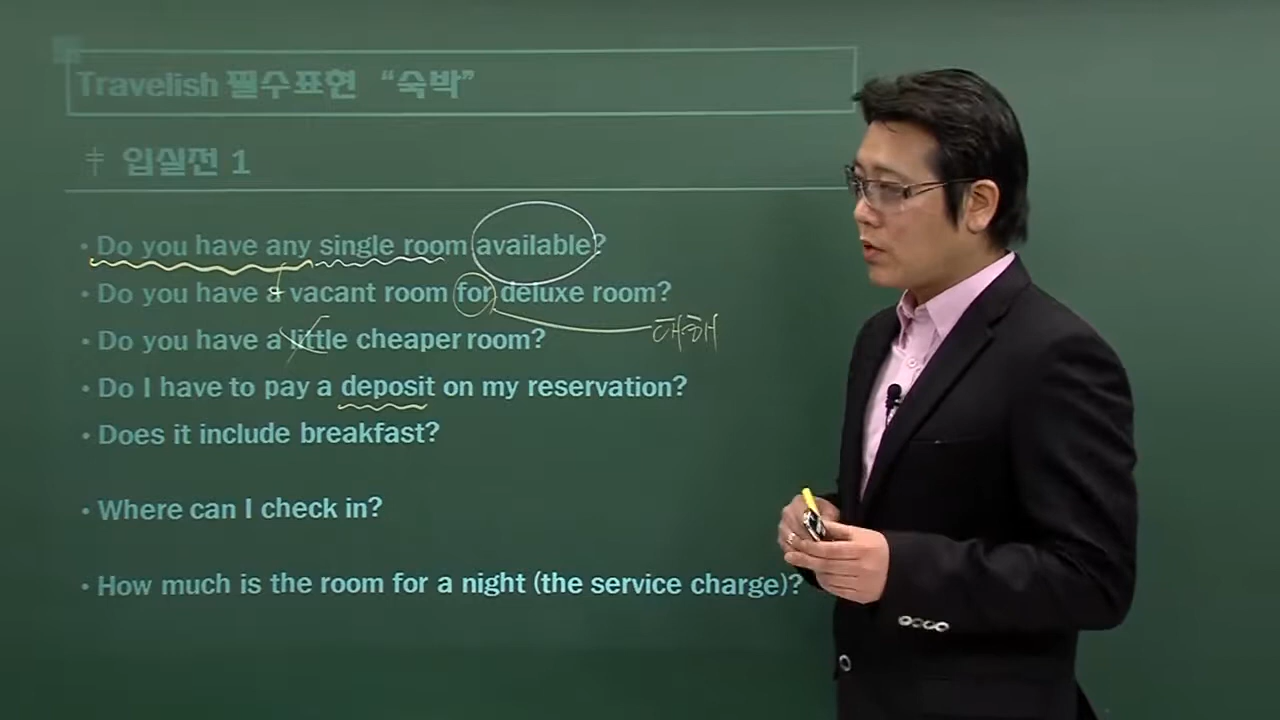 Travelish 필수표현 “숙박”
입실전 1
• Do you have any single room available?
• Do you have a vacant room for deluxe room?
대해
• Do you have a little cheaper room?
• Do I have to pay a deposit on my reservation?
• Does it include breakfast?
• Where can I check in?
• How much is the room for a night (the service charge)?